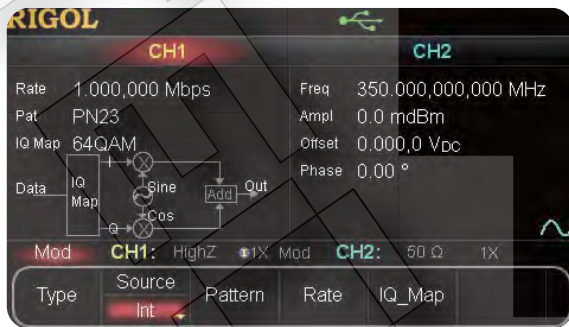 RIGOL
CH1 CH2
Rate 1.000,000 Mbps
Pat PN23
IQ Map 64QAM
Data IQ Map I Q Sine Cos Add Out
Freq 350.000,000,000 MHz
Ampl 0.0 mdBm
Offset 0.000,0 VDC
Phase 0.00 °
Mod CH1: HighZ 1X Mod CH2: 50 Ω 1X
Type Source Int Pattern Rate IQ_Map